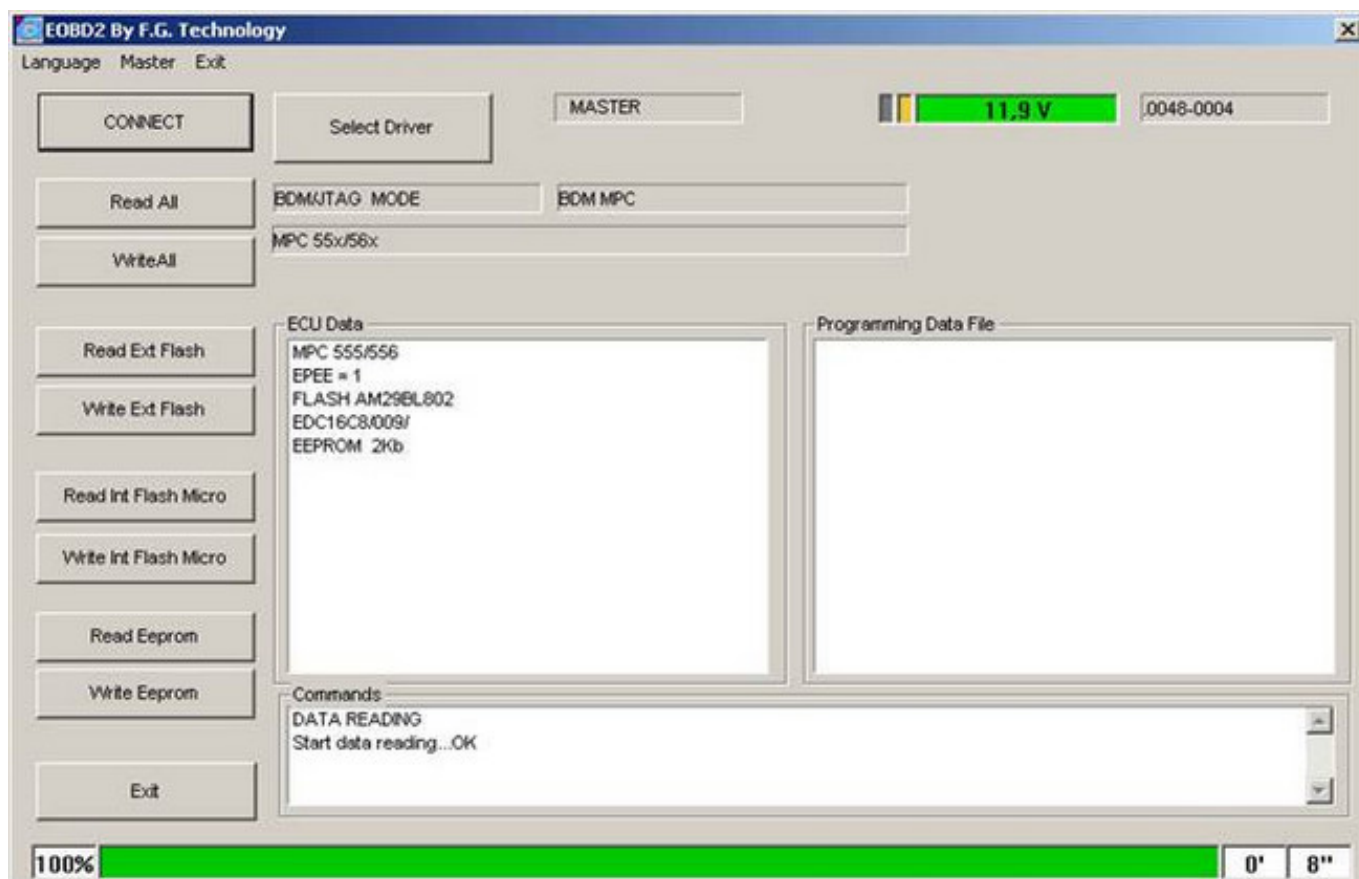 EOBD2 By F.G. Technology
Language Master Exit
CONNECT
Select Driver
MASTER
11,9 V
.0048-0004
Read All
BDM/JTAG MODE
BDM MPC
WriteAll
MPC 55x/56x
ECU Data
Programming Data File
Read Ext Flash
MPC 555/556
EPEE = 1
Write Ext Flash
FLASH AM29BL802
EDC16C8/009/
EEPROM 2Kb
Read Int Flash Micro
Write Int Flash Micro
Read Eeprom
Write Eeprom
Commands
DATA READING
Start data reading...OK
Exit
100%
0'
8"